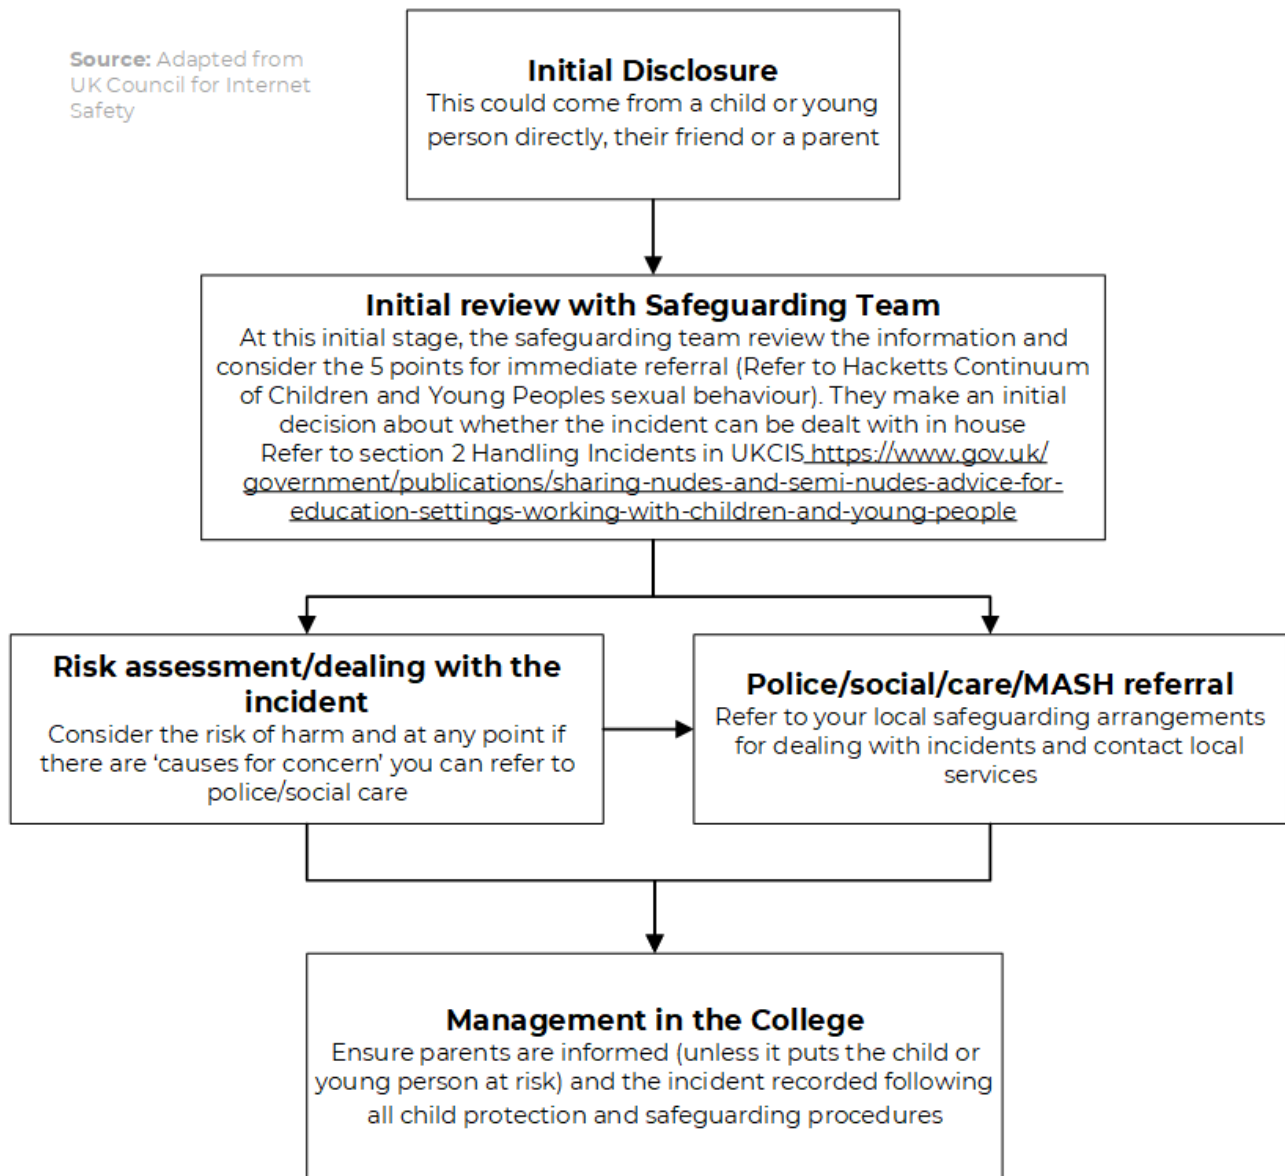 Source: Adapted from
UK Council for Internet
Safety
Initial Disclosure
This could come from a child or young
person directly, their friend or a parent
Initial review with Safeguarding Team
At this initial stage, the safeguarding team review the information and
consider the 5 points for immediate referral (Refer to Hacketts Continuum
of Children and Young Peoples sexual behaviour). They make an initial
decision about whether the incident can be dealt with in house
Refer to section 2 Handling Incidents in UKCIS https://www.gov.uk/
government/publications/sharing-nudes-and-semi-nudes-advice-for-
education-settings-working-with-children-and-young-people
Risk assessment/dealing with the
incident
Consider the risk of harm and at any point if
there are ‘causes for concern’ you can refer to
police/social care
Police/social/care/MASH referral
Refer to your local safeguarding arrangements
for dealing with incidents and contact local
services
Management in the College
Ensure parents are informed (unless it puts the child or
young person at risk) and the incident recorded following
all child protection and safeguarding procedures